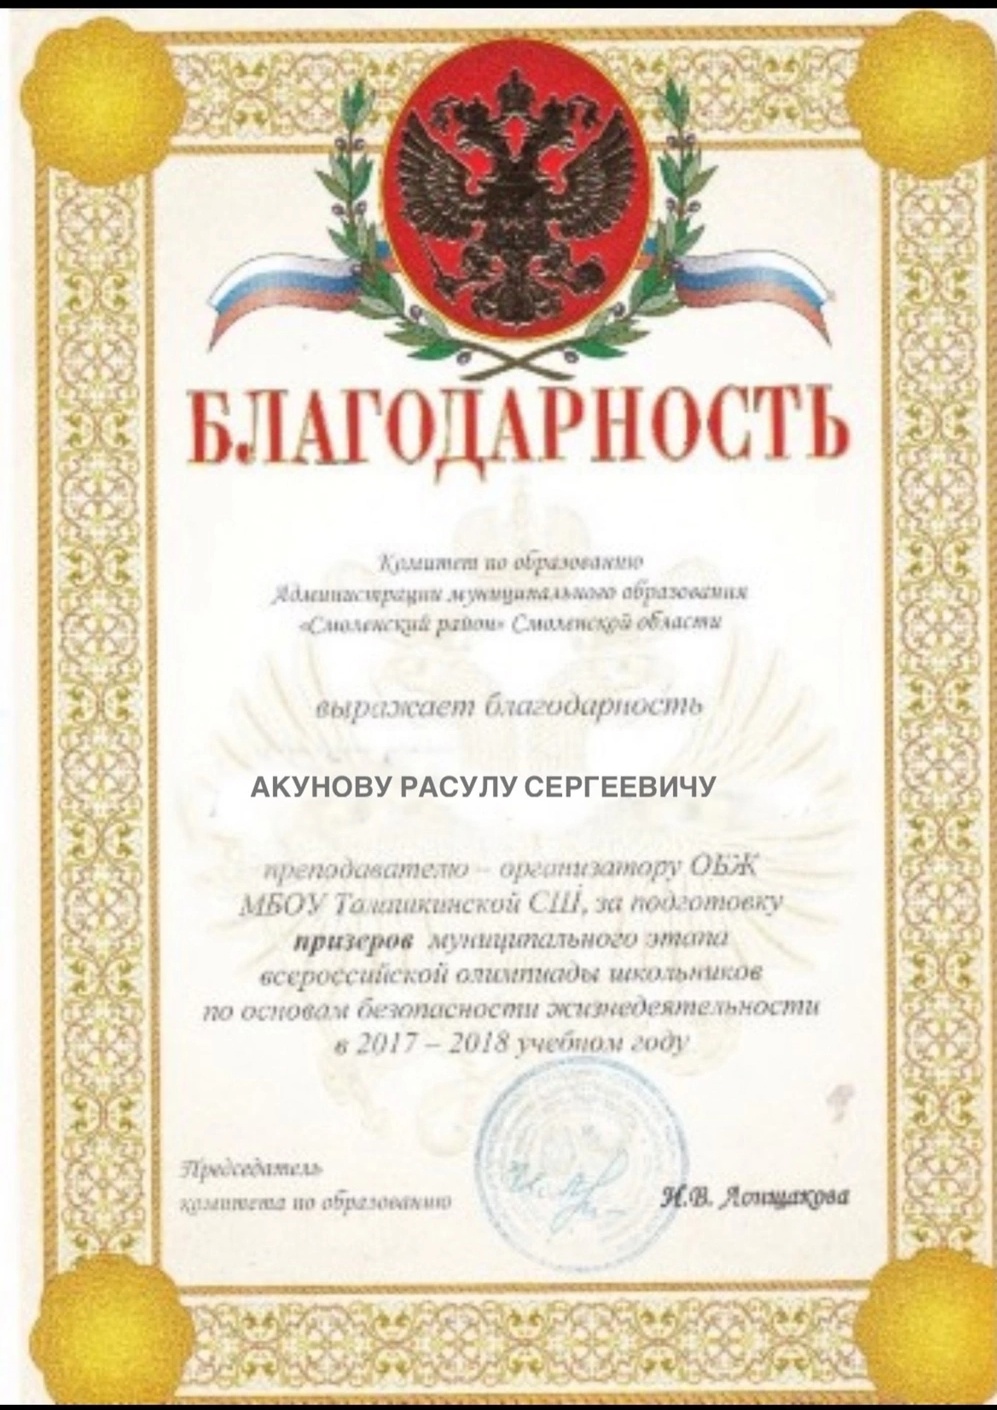 БЛАГОДАРНОСТЬ
Комитет по образованию
Администрации муниципального образования
«Смоленский район» Смоленской области
выражает благодарность
АКУНОВУ РАСУЛУ СЕРГЕЕВИЧУ
преподавателю – организатору ОБЖ
МБОУ Талашкинской СШ, за подготовку
призеров муниципального этапа
всероссийской олимпиады школьников
по основам безопасности жизнедеятельности
в 2017 – 2018 учебном году
Председатель
комитета по образованию
Н.В. Лонщакова